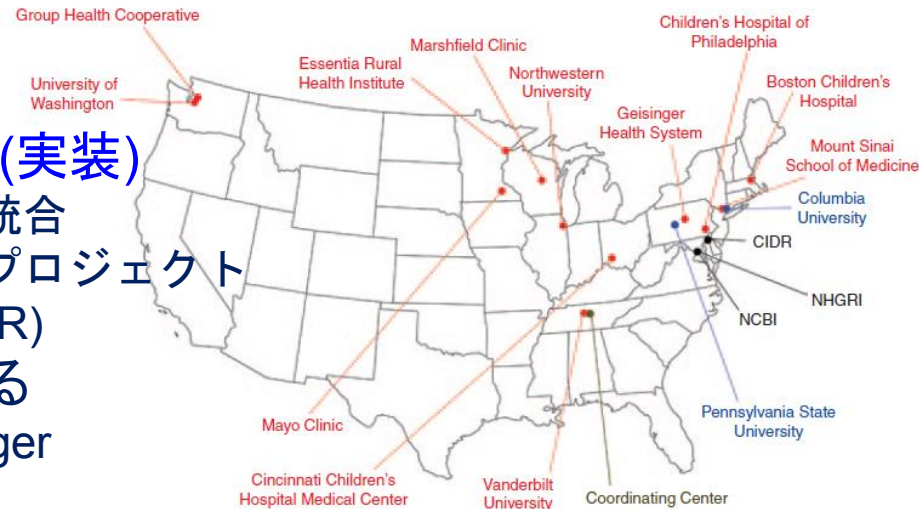 Group Health Cooperative
University of
Washington
Essentia Rural
Health Institute
Marshfield Clinic
Northwestern
University
Children's Hospital of
Philadelphia
Geisinger
Health System
Boston Children's
Hospital
Mount Sinai
School of Medicine
Columbia
University
CIDR
NHGRI
NCBI
(実装)
統合
プロジェクト
R)
る
ger
Mayo Clinic
Cincinnati Children's
Hospital Medical Center
Vanderbilt
University
Coordinating Center
Pennsylvania State
University